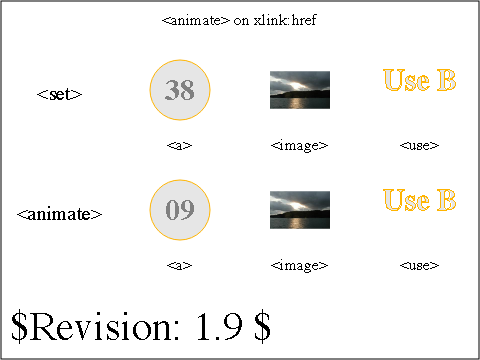 <animate> on xlink:href
<set>
38
Use B
<a>
<image>
<use>
<animate>
09
Use B
<a>
<image>
<use>
$Revision: 1.9 $